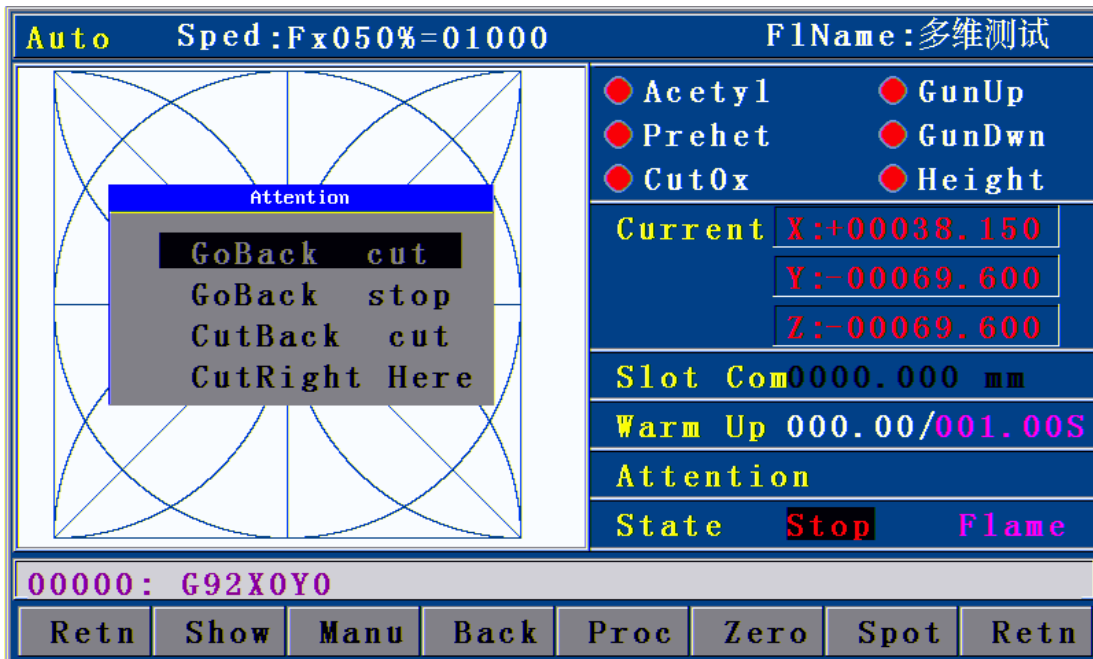 Auto Sped:Fx050%=01000 FlName:多维测试
Acetyl GunUp
Prehet GunDwn
CutOx Height
Attention
GoBack cut
GoBack stop
CutBack cut
CutRight Here
Current X:+00038.150
Y:-00069.600
Z:-00069.600
Slot Com0000.000 mm
Warm Up 000.00/001.00S
Attention
State Stop Flame
00000: G92X0Y0
Retn Show Manu Back Proc Zero Spot Retn